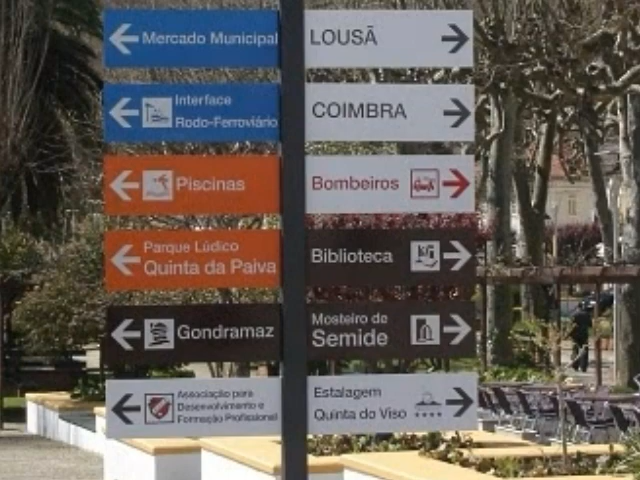 Mercado Municipal
LOUSÃ
Interface
Rodo-Ferroviário
COIMBRA
Piscinas
Bombeiros
Parque Lúdico
Quinta da Paiva
Biblioteca
Gondramaz
Mosteiro de
Semide
Associação para
Desenvolvimento e
Formação Profissional
Estalagem
Quinta do Viso